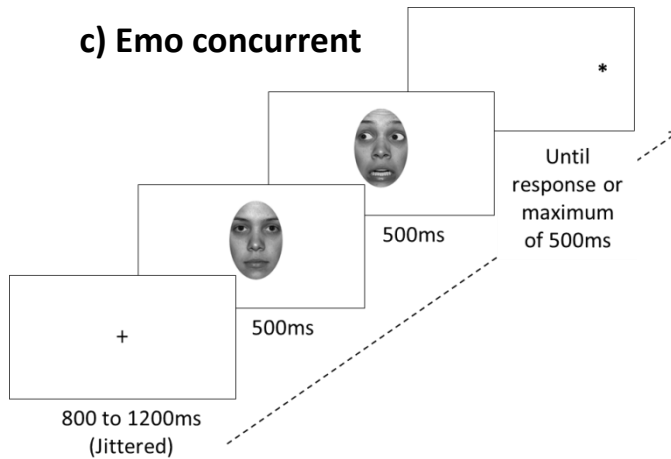 c) Emo concurrent
*
Until
response or
maximum
of 500ms
500ms
500ms
+
800 to 1200ms
(Jittered)